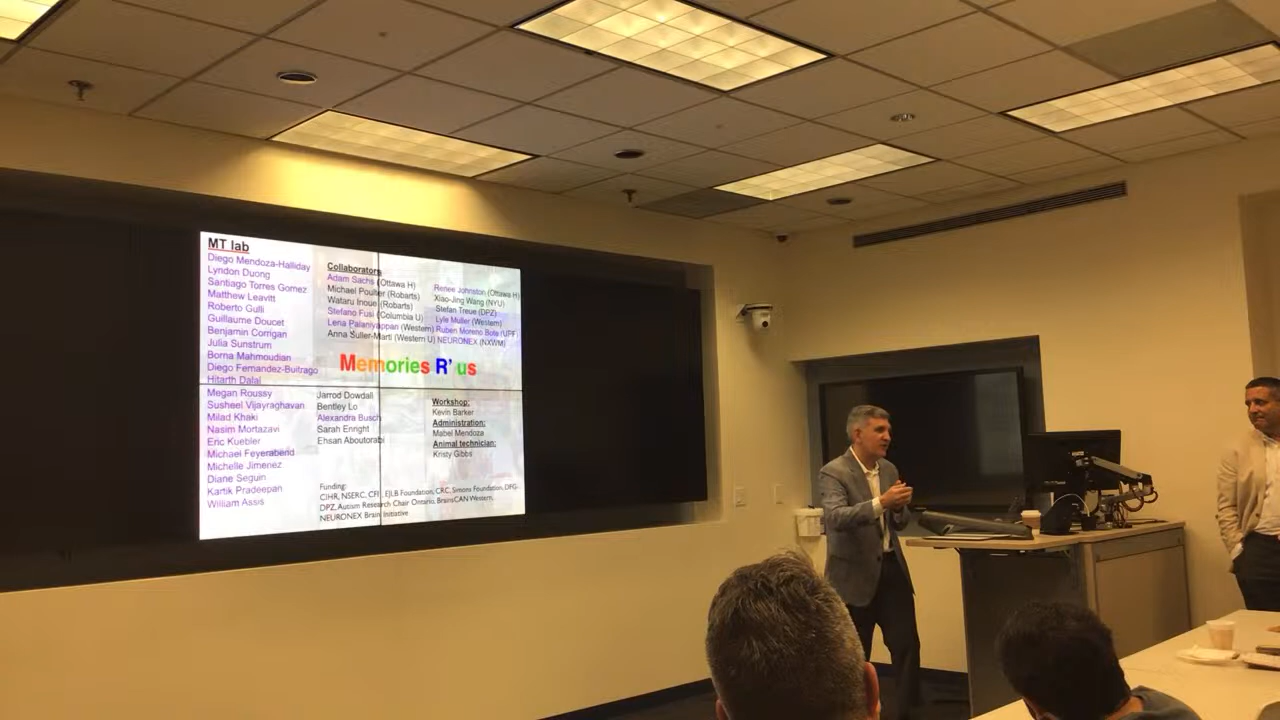 MT lab
Diego Mendoza-Halliday
Lyndon Duong
Santiago Torres Gomez
Matthew Leavitt
Roberto Gulli
Guillaume Doucet
Benjamin Corrigan
Julia Sunstrum
Borna Mahmoudian
Diego Fernandez-Buitrago
Hitarth Dalal
Megan Roussy
Susheel Vijayraghavan
Milad Khaki
Nasim Mortazavi
Eric Kuebler
Michael Feyerabend
Michelle Jimenez
Diane Seguin
Kartik Pradeepan
William Assis
Collaborators
Adam Sachs (Ottawa H)
Michael Poulter (Robarts)
Wataru Inoue (Robarts)
Stefano Fusi (Columbia U)
Lena Palaniyappan (Western)
Anna Suller-Marti (Western U)
Renee Johnston (Ottawa H)
Xiao-Jing Wang (NYU)
Stefan Treue (DPZ)
Lyle Muller (Western)
Ruben Moreno Bote (UPF)
NEURONEX (NXWM)
Memories R' us
Jarrod Dowdall
Bentley Lo
Alexandra Busch
Sarah Enright
Ehsan Aboutorabi
Workshop:
Kevin Barker
Administration:
Mabel Mendoza
Animal technician:
Kristy Gibbs
Funding:
CIHR, NSERC, CFI, EJLB Foundation, CRC, Simons Foundation, DFG-
DPZ, Autism Research Chair Ontario, BrainsCAN Western,
NEURONEX Brain Initiative